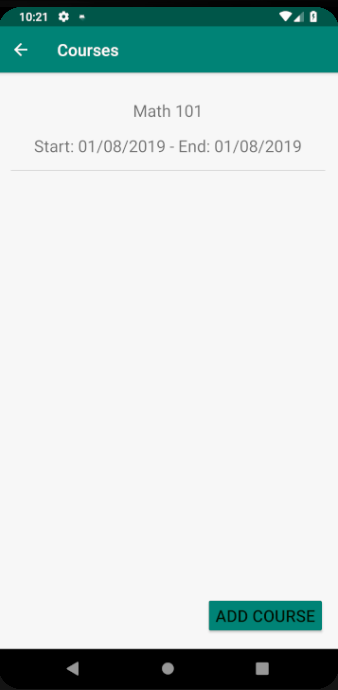 10:21
Courses
Math 101
Start: 01/08/2019 - End: 01/08/2019
ADD COURSE